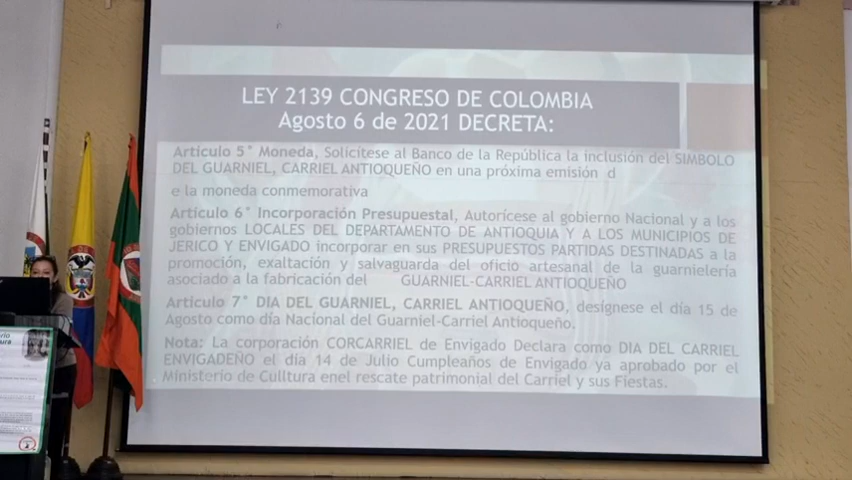 LEY 2139 CONGRESO DE COLOMBIA
Agosto 6 de 2021 DECRETA:
Artículo 5° Moneda, Solicítese al Banco de la República la inclusión del SIMBOLO
DEL GUARNIEL, CARRIEL ANTIOQUEÑO en una próxima emisión d
e la moneda conmemorativa
Artículo 6° Incorporación Presupuestal, Autorícese al gobierno Nacional y a los
gobiernos LOCALES DEL DEPARTAMENTO DE ANTIOQUIA Y A LOS MUNICIPIOS DE
JERICO Y ENVIGADO incorporar en sus PRESUPUESTOS PARTIDAS DESTINADAS a la
promoción, exaltación y salvaguarda del oficio artesanal de la guarnielería
asociado a la fabricación del GUARNIEL-CARRIEL ANTIOQUEÑO
Artículo 7° DIA DEL GUARNIEL, CARRIEL ANTIOQUEÑO, desígnese el día 15 de
Agosto como día Nacional del Guarniel-Carriel Antioqueño.
Nota: La corporación CORCARRIEL de Envigado Declara como DIA DEL CARRIEL
ENVIGADEÑO el día 14 de Julio Cumpleaños de Envigado ya aprobado por el
Ministerio de Culltura enel rescate patrimonial del Carriel y sus Fiestas.